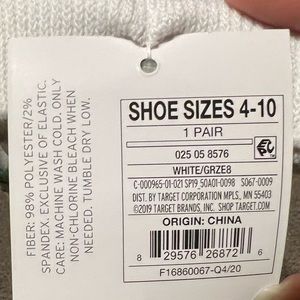 FIBER: 98% POLYESTER/2%
SPANDEX. EXCLUSIVE OF ELASTIC.
CARE: MACHINE WASH COLD. ONLY
NON-CHLORINE BLEACH WHEN
NEEDED. TUMBLE DRY LOW.
SHOE SIZES 4-10
1 PAIR
025 05 8576
WHITE/GRZE8
C-000965-01-021 SP19_50A01-0098 S067-0009
DIST. BY TARGET CORPORATION MPLS, MN 55403
©2019 TARGET BRANDS, INC. SHOP TARGET.COM
ORIGIN: CHINA
8 29576 26872 6
F16860067-Q4/20